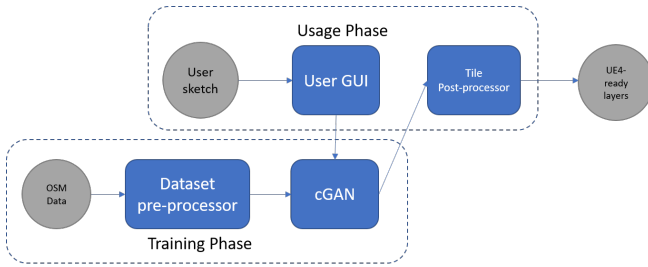 Usage Phase
User
sketch
User GUI
Tile
Post-processor
UE4-
ready
layers
OSM
Data
Dataset
pre-processor
cGAN
Training Phase